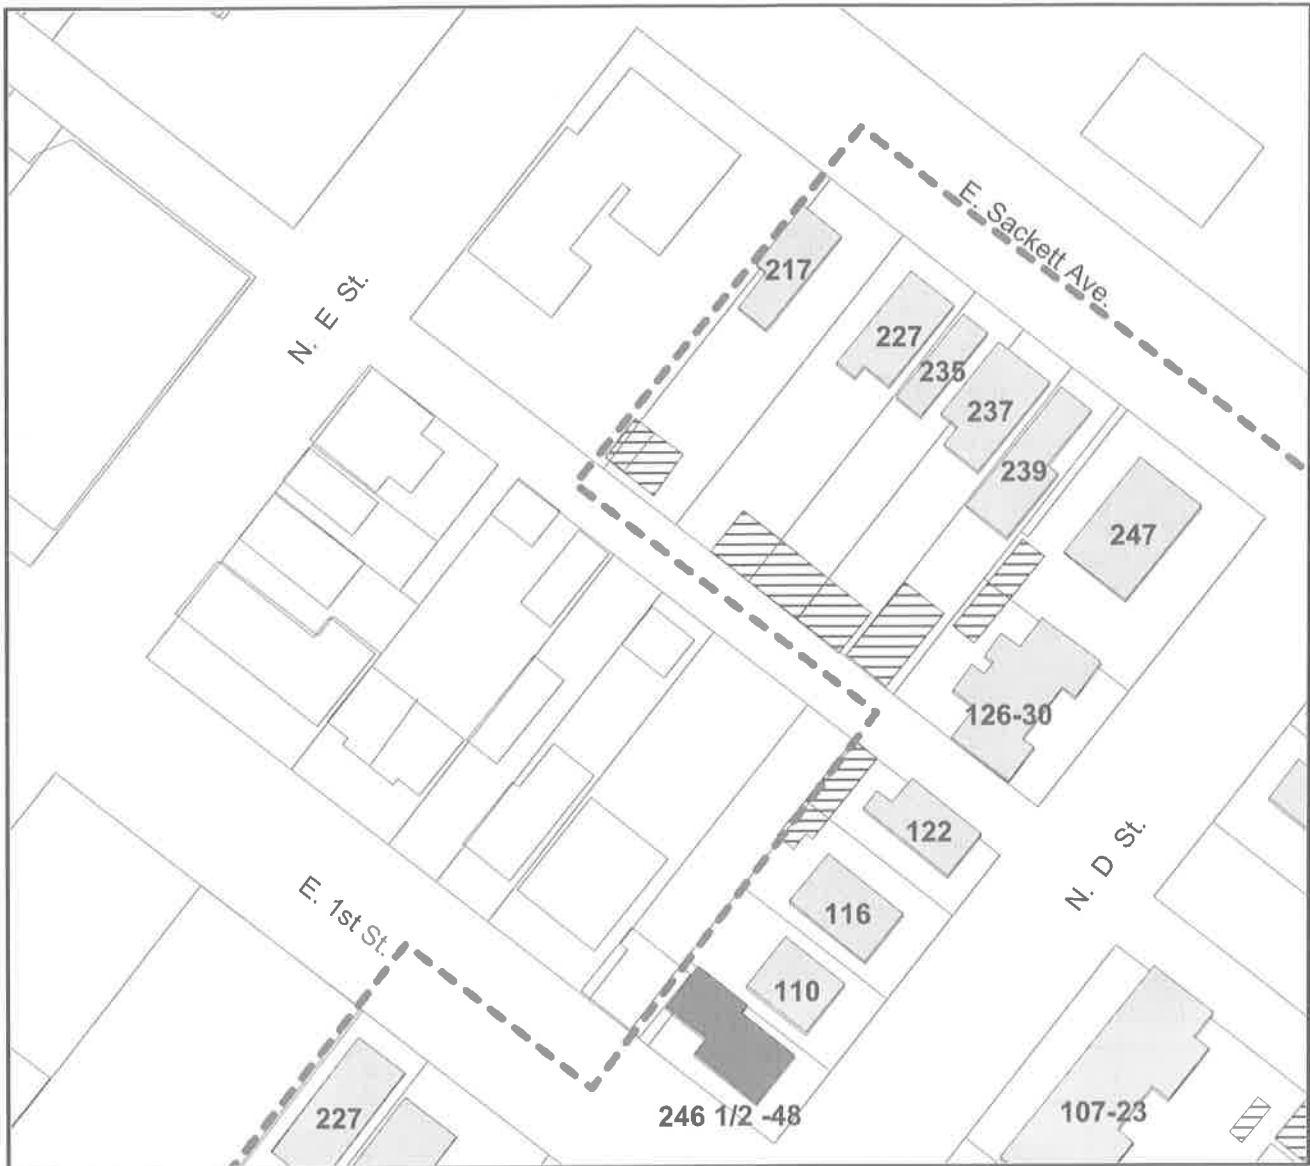 E. Sackett Ave.
217
N. E St.
227
235
237
239
247
126-30
122
N. D St.
116
E. 1st St.
110
246 1/2 -48
107-23
227